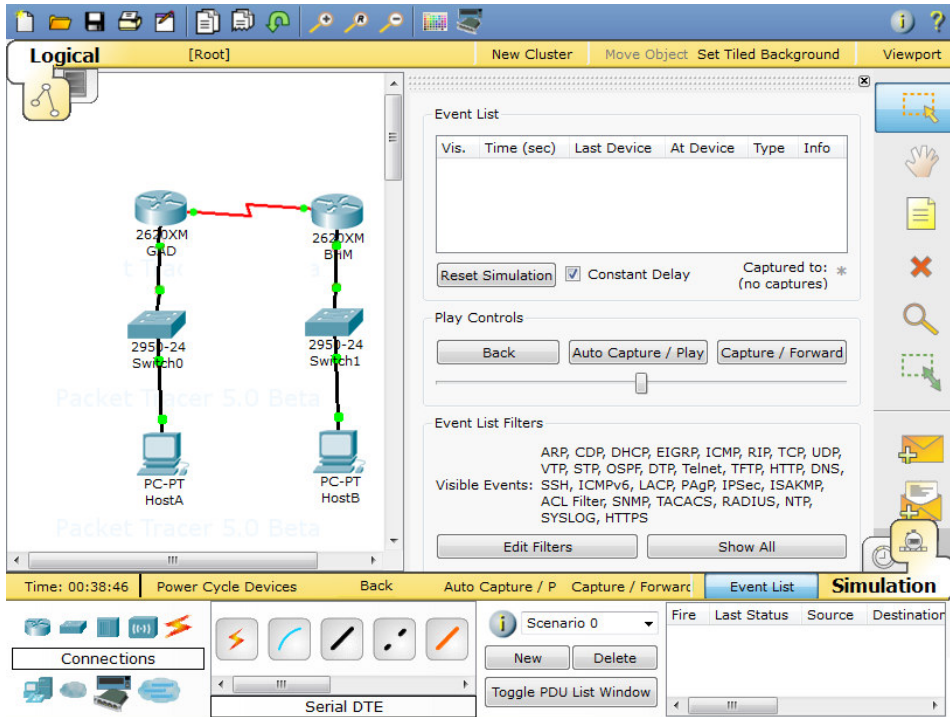 Logical [Root] New Cluster Move Object Set Tiled Background Viewport
Event List
Vis. Time (sec) Last Device At Device Type Info
2620XM
GAD
2620XM
BHM
Reset Simulation Constant Delay Captured to: *
(no captures)
Play Controls
2950-24
Switch0
2950-24
Switch1
Back Auto Capture / Play Capture / Forward
Packet Tracer 5.0 Beta
Event List Filters
Visible Events: ARP, CDP, DHCP, EIGRP, ICMP, RIP, TCP, UDP,
VTP, STP, OSPF, DTP, Telnet, TFTP, HTTP, DNS,
SSH, ICMPv6, LACP, PAgP, IPSec, ISAKMP,
ACL Filter, SNMP, TACACS, RADIUS, NTP,
SYSLOG, HTTPS
PC-PT
HostA
PC-PT
HostB
Packet Tracer 5.0 Beta
Edit Filters Show All
Time: 00:38:46 Power Cycle Devices Back Auto Capture / P Capture / Forward Event List Simulation
Connections
Serial DTE
Scenario 0
New Delete
Toggle PDU List Window
Fire Last Status Source Destination